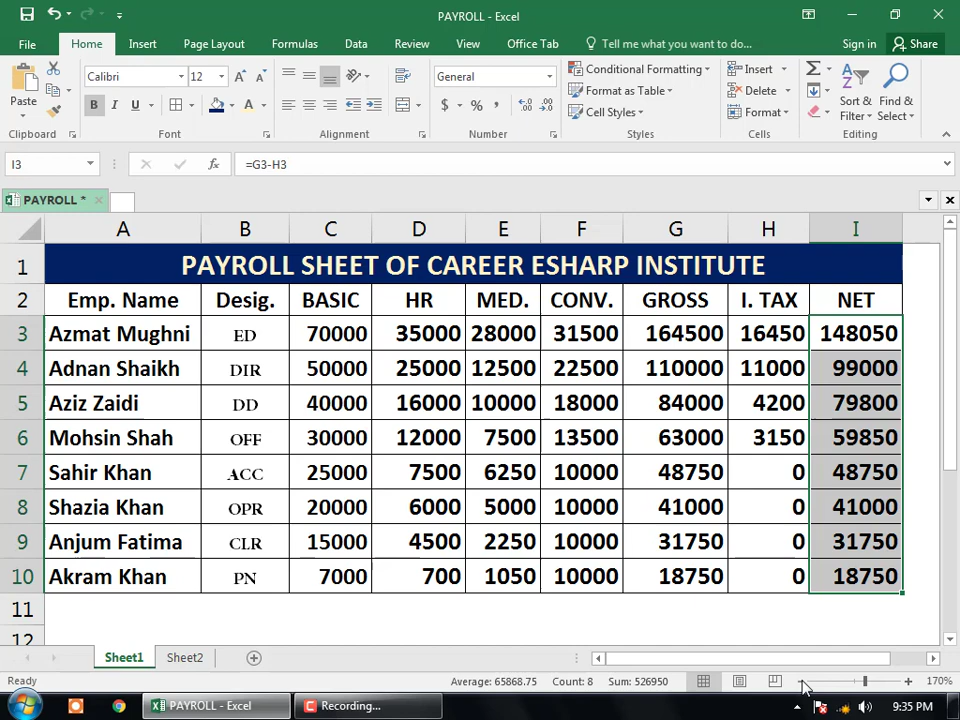 PAYROLL - Excel
File Home Insert Page Layout Formulas Data Review View Office Tab Tell me what you want to do... Sign in Share
Paste Calibri 12 General Conditional Formatting Insert
B I U A $ % , Format as Table Delete Sort & Find &
Cell Styles Format Filter Select
Clipboard Font Alignment Number Styles Cells Editing
I3 fx =G3-H3
PAYROLL *
A B C D E F G H I
1 PAYROLL SHEET OF CAREER ESHARP INSTITUTE
2 Emp. Name Desig. BASIC HR MED. CONV. GROSS I. TAX NET
3 Azmat Mughni ED 70000 35000 28000 31500 164500 16450 148050
4 Adnan Shaikh DIR 50000 25000 12500 22500 110000 11000 99000
5 Aziz Zaidi DD 40000 16000 10000 18000 84000 4200 79800
6 Mohsin Shah OFF 30000 12000 7500 13500 63000 3150 59850
7 Sahir Khan ACC 25000 7500 6250 10000 48750 0 48750
8 Shazia Khan OPR 20000 6000 5000 10000 41000 0 41000
9 Anjum Fatima CLR 15000 4500 2250 10000 31750 0 31750
10 Akram Khan PN 7000 700 1050 10000 18750 0 18750
11
12
Sheet1 Sheet2
Ready Average: 65868.75 Count: 8 Sum: 526950 170%
PAYROLL - Excel Recording... 9:35 PM